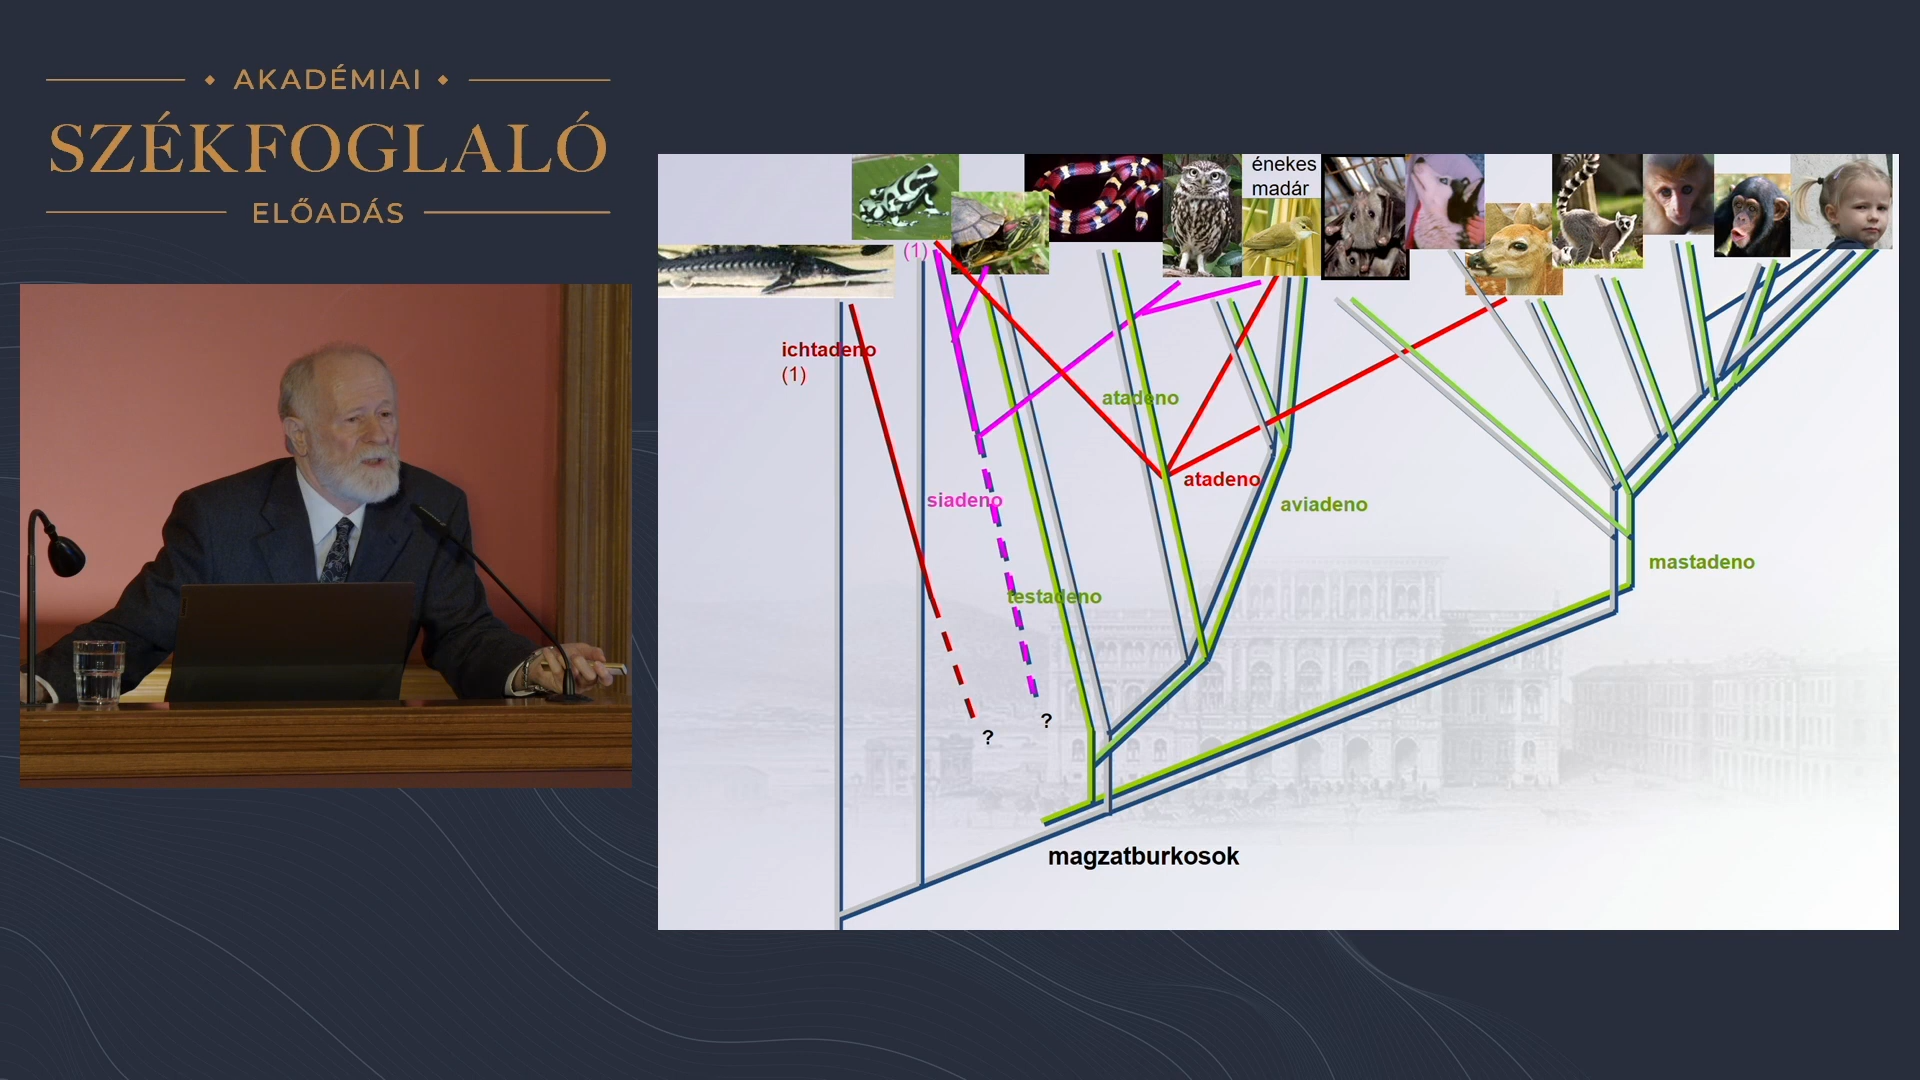 AKADÉMIAI
SZÉKFOGLALÓ
ELŐADÁS
énekes
madár
(1)
ichtadeno
(1)
atadeno
atadeno
siadeno
aviadeno
mastadeno
testadeno
?
?
magzatburkosok